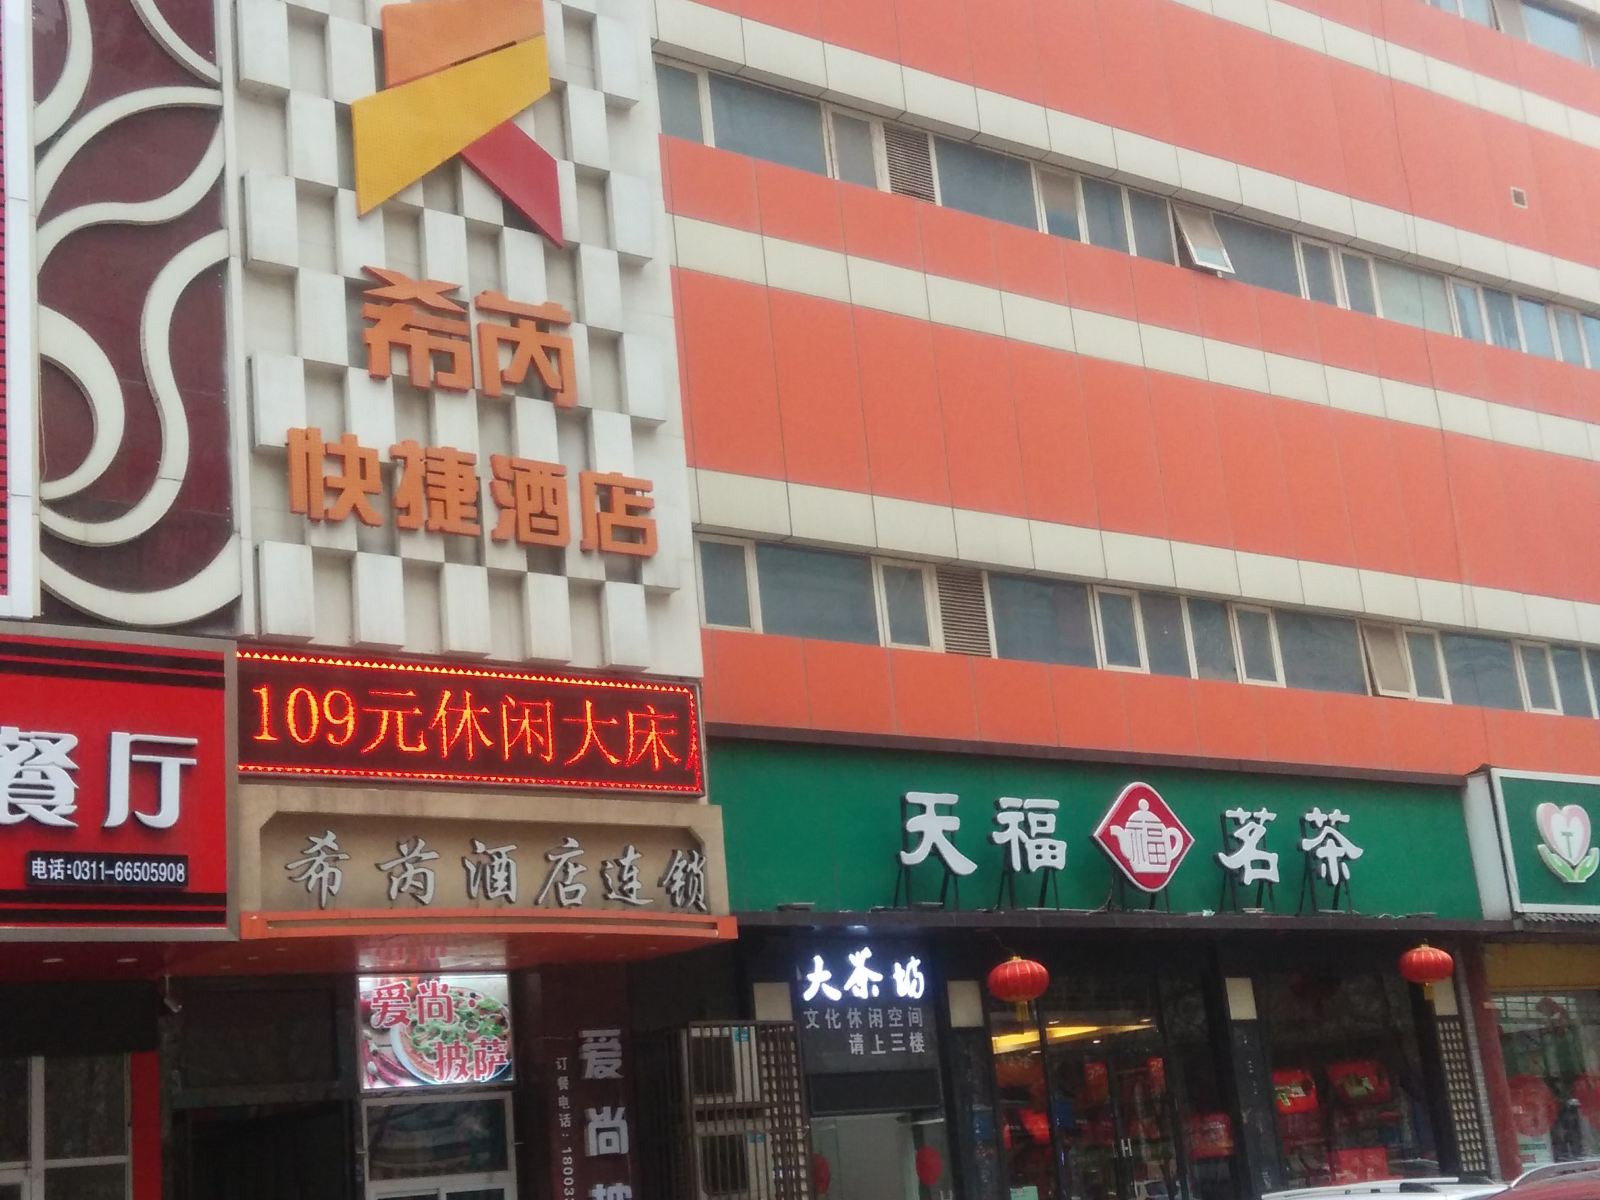 希芮
快捷酒店
109元休闲大床
餐厅
电话:0311-66505908
希芮酒店连锁
天福
福
茗茶
T
爱尚
披萨
爱尚
订餐电话:1800
大茶坊
文化休闲空间
请上三楼